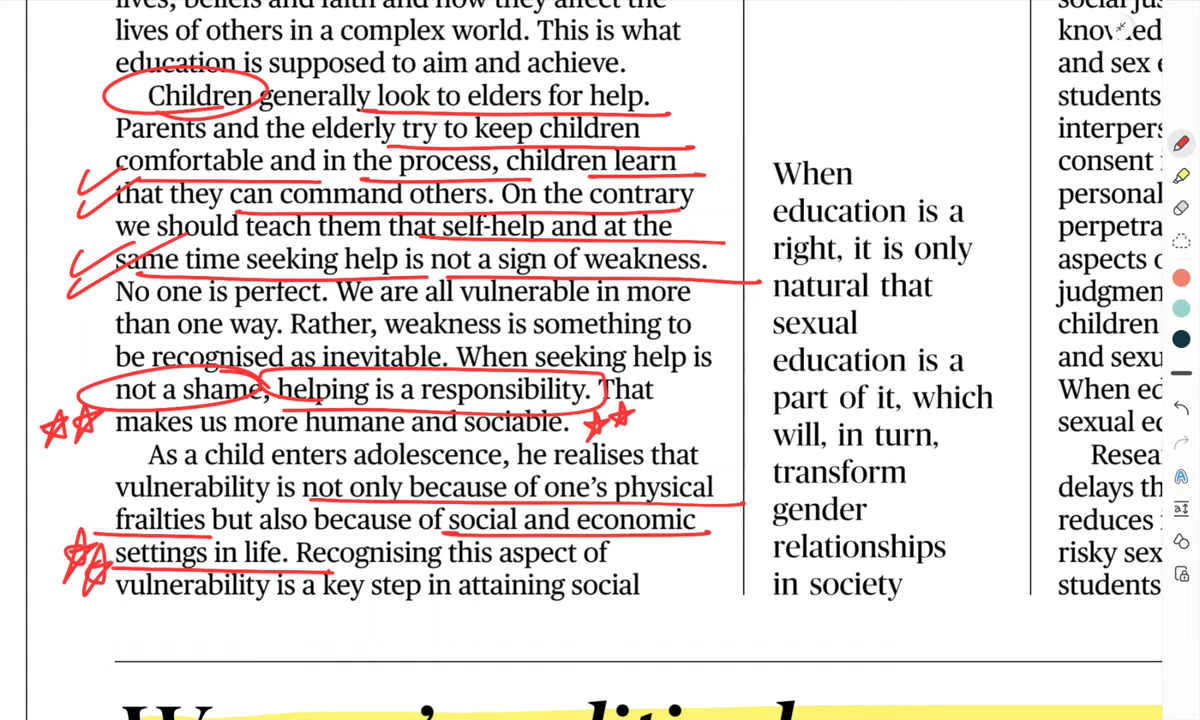 lives of others in a complex world. This is what
education is supposed to aim and achieve.
Children generally look to elders for help.
Parents and the elderly try to keep children
comfortable and in the process, children learn
that they can command others. On the contrary
we should teach them that self-help and at the
same time seeking help is not a sign of weakness.
No one is perfect. We are all vulnerable in more
than one way. Rather, weakness is something to
be recognised as inevitable. When seeking help is
not a shame, helping is a responsibility. That
makes us more humane and sociable.
As a child enters adolescence, he realises that
vulnerability is not only because of one's physical
frailties but also because of social and economic
settings in life. Recognising this aspect of
vulnerability is a key step in attaining social
When
education is a
right, it is only
natural that
sexual
education is a
part of it, which
will, in turn,
transform
gender
relationships
in society
and sex
students
interpers
consent
personal
perpetra
aspects
judgmen
children
and sexu
When ed
sexual ed
Resea
delays th
reduces
risky sex
students